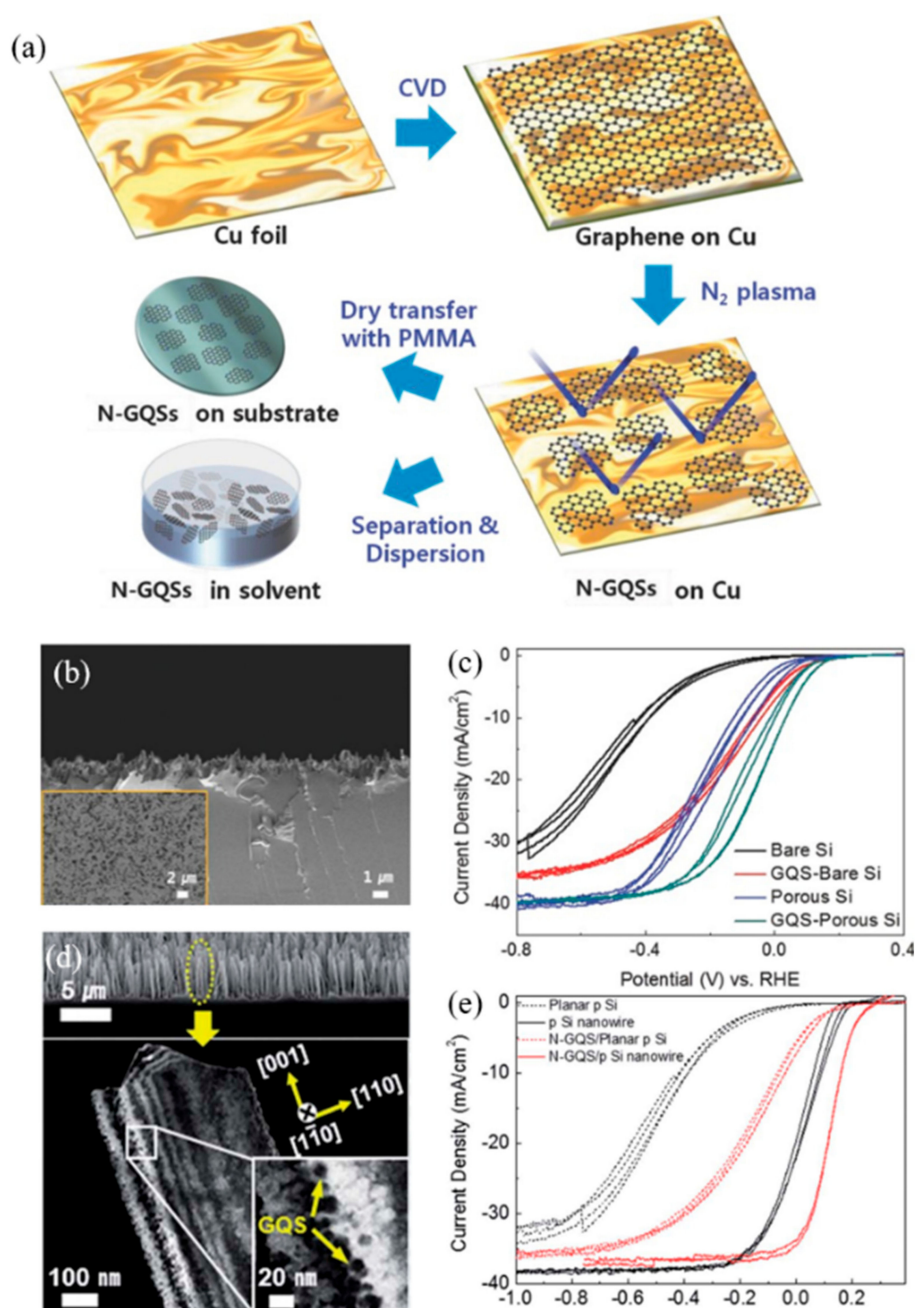 (a)
CVD
Cu foil
Graphene on Cu
N₂ plasma
Dry transfer
with PMMA
N-GQSs on substrate
Separation &
Dispersion
N-GQSs in solvent
N-GQSs on Cu
(b)
2 μm
1 μm
(c)
Current Density (mA/cm²)
0
-10
-20
-30
-40
-0.8
-0.4
0.0
0.4
Bare Si
GQS-Bare Si
Porous Si
GQS-Porous Si
Potential (V) vs. RHE
(d)
5 μm
[001]
[110]
[11̄0]
GQS
100 nm
20 nm
(e)
Planar p Si
p Si nanowire
N-GQS/Planar p Si
N-GQS/p Si nanowire
Current Density (mA/cm²)
0
-10
-20
-30
-40
-1.0
-0.8
-0.6
-0.4
-0.2
0.0
0.2